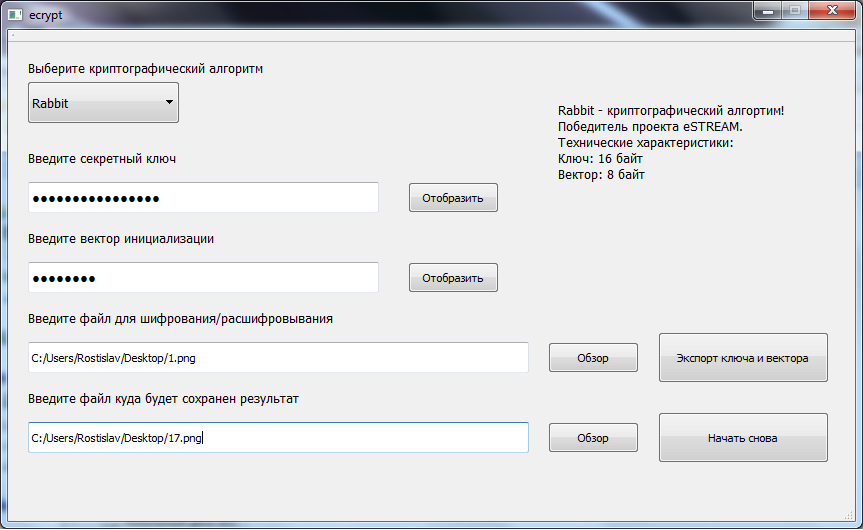 ecrypt
Выберите криптографический алгоритм
Rabbit
Rabbit - криптографический алгортим!
Победитель проекта eSTREAM.
Технические характеристики:
Ключ: 16 байт
Вектор: 8 байт
Введите секретный ключ
●●●●●●●●●●●●●●●●
Отобразить
Введите вектор инициализации
●●●●●●●●
Отобразить
Введите файл для шифрования/расшифровывания
C:/Users/Rostislav/Desktop/1.png
Обзор
Экспорт ключа и вектора
Введите файл куда будет сохранен результат
C:/Users/Rostislav/Desktop/17.png
Обзор
Начать снова